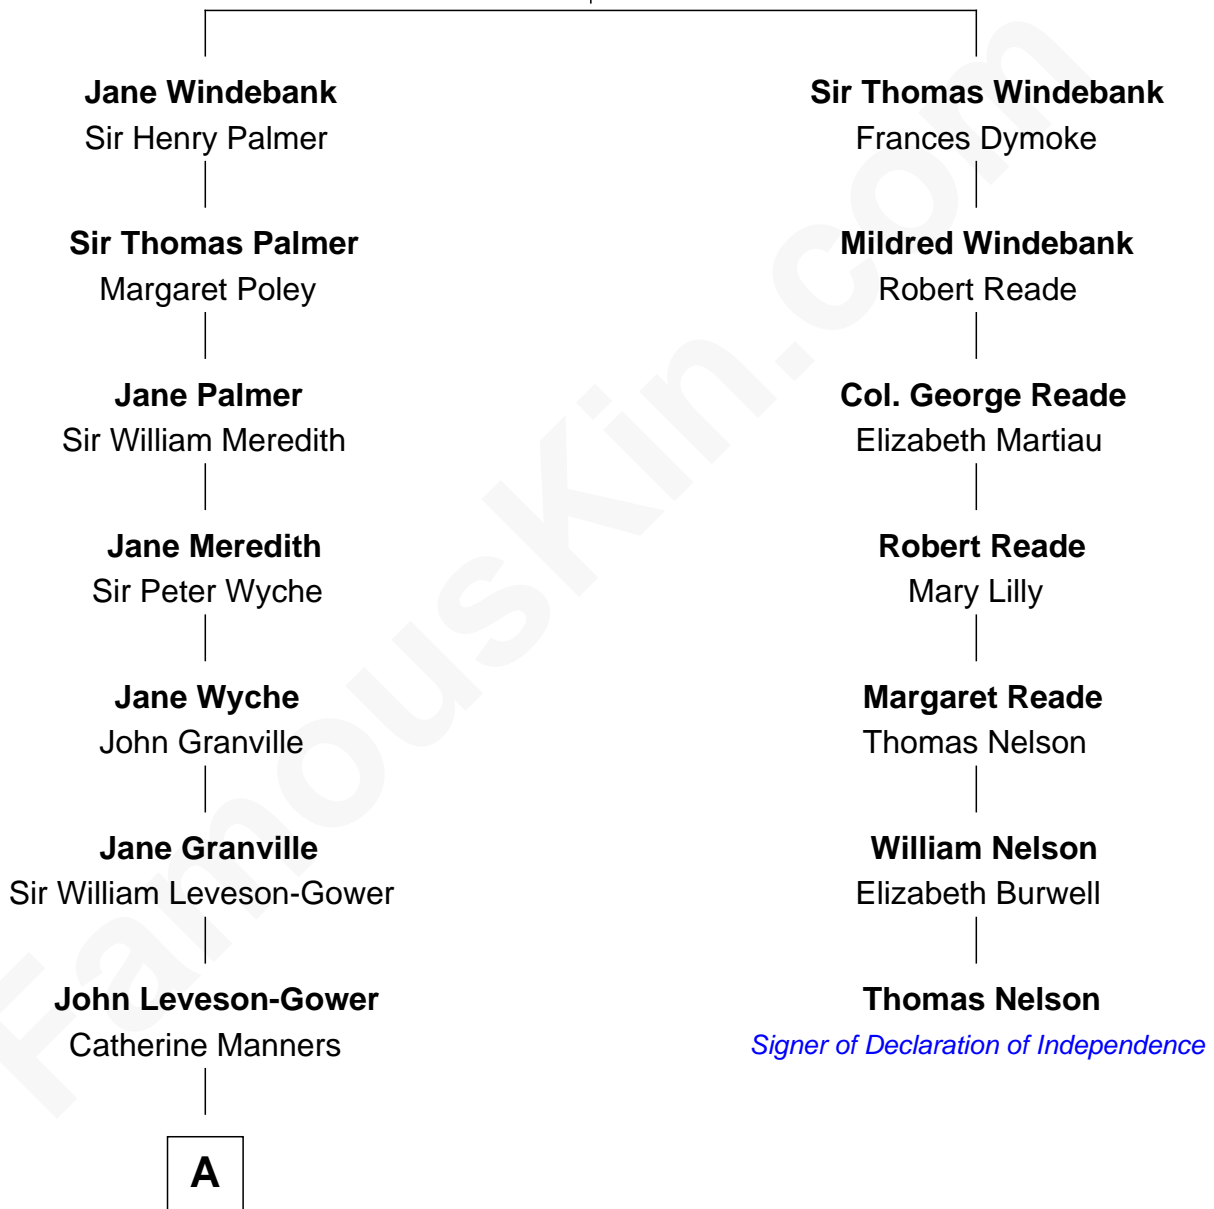 Jane Windebank
Sir Henry Palmer
Sir Thomas Palmer
Margaret Poley
Jane Palmer
Sir William Meredith
Jane Meredith
Sir Peter Wyche
Jane Wyche
John Granville
Jane Granville
Sir William Leveson-Gower
John Leveson-Gower
Catherine Manners
A
Sir Thomas Windebank
Frances Dymoke
Mildred Windebank
Robert Reade
Col. George Reade
Elizabeth Martiau
Robert Reade
Mary Lilly
Margaret Reade
Thomas Nelson
William Nelson
Elizabeth Burwell
Thomas Nelson
Signer of Declaration of Independence
FamousKin.com